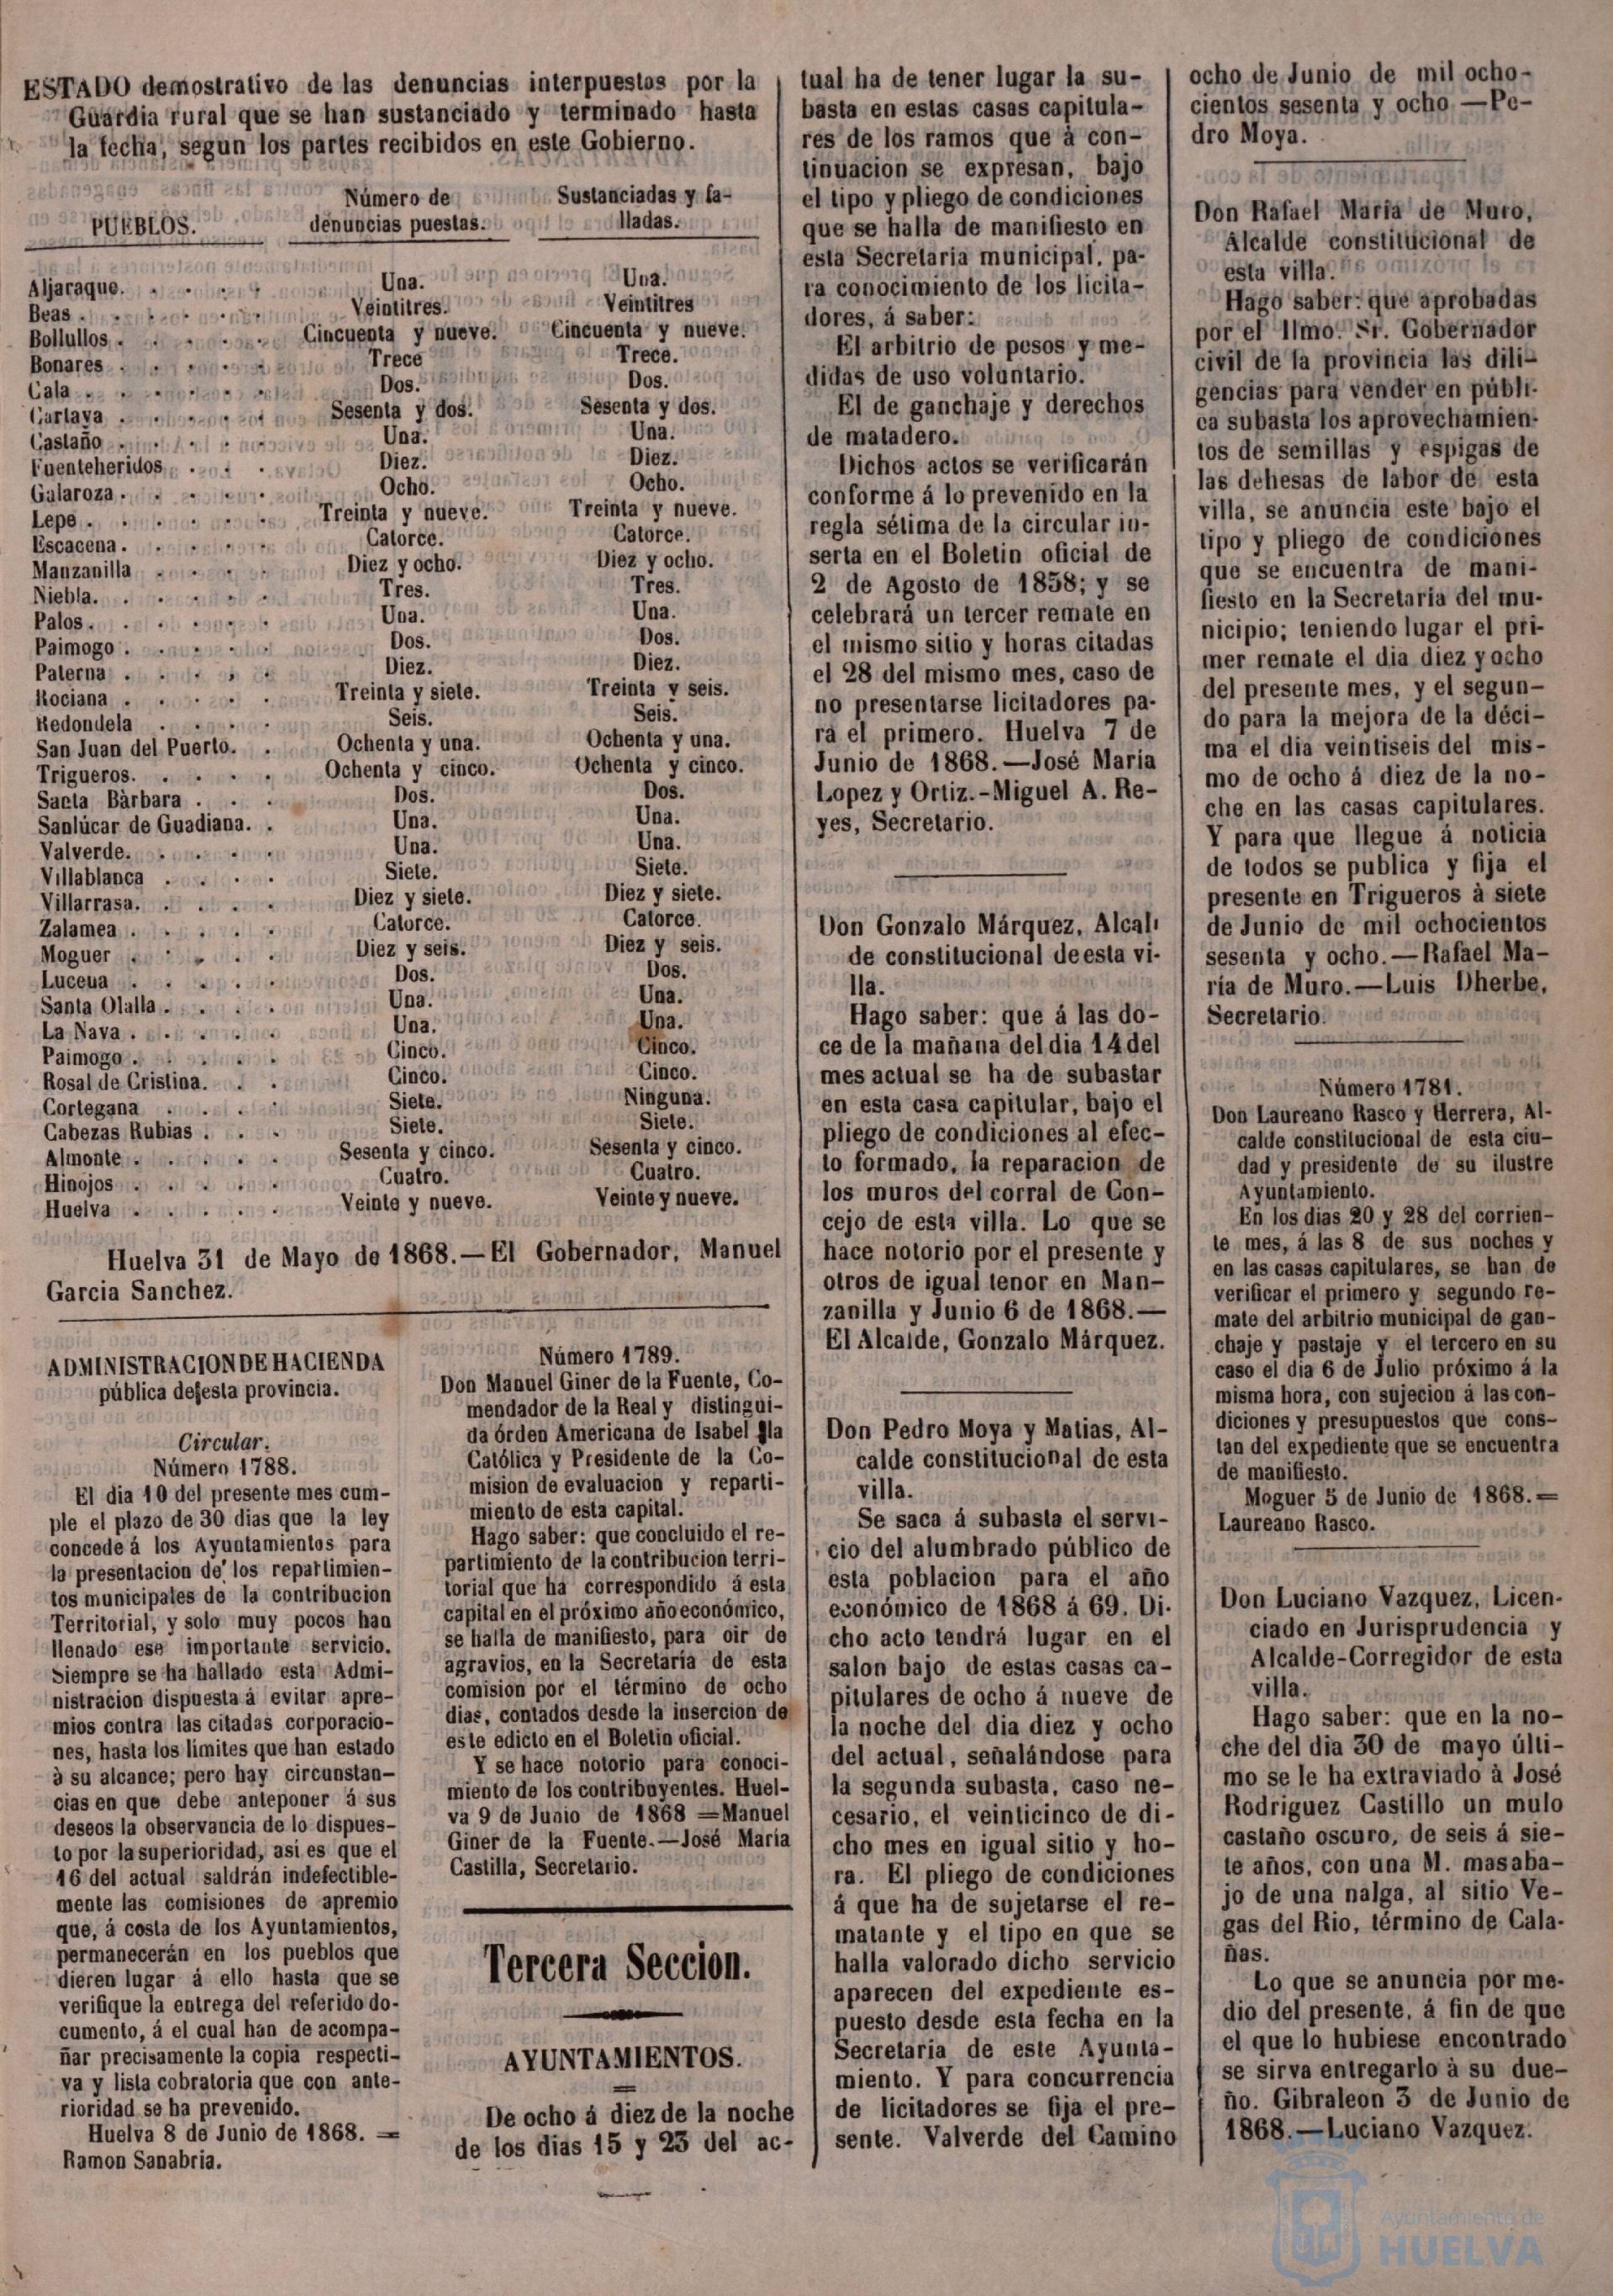 ESTADO demostrativo de las denuncias interpuestas por la
Guardia rural que se han sustanciado y terminado hasta
la fecha, segun los partes recibidos en este Gobierno.
PUEBLOS. Número de denuncias puestas. Sustanciadas y falladas.
Aljaraque. . . . . Una. Una.
Beas . . . . . Veintitres. Veintitres
Bollullos . . . . . Cincuenta y nueve. Cincuenta y nueve.
Bonares . . . . . Trece Trece.
Cala . . . . . Dos. Dos.
Cartaya . . . . . Sesenta y dos. Sesenta y dos.
Castaño . . . . . Una. Una.
Fuenteheridos . . . . Diez. Diez.
Galaroza . . . . . Ocho. Ocho.
Lepe . . . . . Treinta y nueve. Treinta y nueve.
Escacena . . . . . Catorce. Catorce.
Manzanilla . . . . Diez y ocho. Diez y ocho.
Niebla. . . . . Tres. Tres.
Palos . . . . . Una. Una.
Paimogo . . . . . Dos. Dos.
Paterna . . . . . Diez. Diez.
Rociana . . . . . Treinta y siete. Treinta y seis.
Redondela . . . . Seis. Seis.
San Juan del Puerto. . Ochenta y una. Ochenta y una.
Trigueros. . . . . Ochenta y cinco. Ochenta y cinco.
Santa Bàrbara . . . Dos. Dos.
Sanlúcar de Guadiana. . Una. Una.
Valverde. . . . . Una. Una.
Villablanca . . . . Siete. Siete.
Villarrasa. . . . . Diez y siete. Diez y siete.
Zalamea . . . . . Catorce. Catorce.
Moguer . . . . . Diez y seis. Diez y seis.
Lucena . . . . . Dos. Dos.
Santa Olalla . . . . Una. Una.
La Nava . . . . . Una. Una.
Paimogo . . . . . Cinco. Cinco.
Rosal de Cristina. . . Cinco. Cinco.
Cortegana . . . . Siete. Ninguna.
Cabezas Rubias . . . Siete. Siete.
Almonte . . . . . Sesenta y cinco. Sesenta y cinco.
Hinojos . . . . . Cuatro. Cuatro.
Huelva . . . . . Veinte y nueve. Veinte y nueve.
Huelva 31 de Mayo de 1868.—El Gobernador, Manuel
Garcia Sanchez.
ADMINISTRACION DE HACIENDA
pública de esta provincia.
Circular.
Número 1788.
El dia 10 del presente mes cum-
ple el plazo de 30 dias que la ley
concede á los Ayuntamientos para
la presentacion de los repartimien-
tos municipales de la contribucion
Territorial, y solo muy pocos han
llenado ese importante servicio.
Siempre se ha hallado esta Admi-
nistracion dispuesta á evitar apre-
mios contra las citadas corporacio-
nes, hasta los limites que han estado
à su alcance; pero hay circunstan-
cias en que debe anteponer á sus
deseos la observancia de lo dispues-
to por la superioridad, asi es que el
16 del actual saldrán indefectible-
mente las comisiones de apremio
que, á costa de los Ayuntamientos,
permanecerán en los pueblos que
dieren lugar á ello hasta que se
verifique la entrega del referido do-
cumento, á el cual han de acompa-
ñar precisamente la copia respecti-
va y lista cobratoria que con ante-
rioridad se ha prevenido.
Huelva 8 de Junio de 1868. =
Ramon Sanabria.
Número 1789.
Don Manuel Giner de la Fuente, Co-
mendador de la Real y distingui-
da órden Americana de Isabel la
Católica y Presidente de la Co-
mision de evaluacion y reparti-
miento de esta capital.
Hago saber: que concluido el re-
partimiento de la contribucion terri-
torial que ha correspondido á esta
capital en el próximo año económico,
se halla de manifiesto, para oir de
agravios, en la Secretaría de esta
comision por el término de ocho
dias, contados desde la insercion de
este edicto en el Boletin oficial.
Y se hace notorio para conoci-
miento de los contribuyentes. Huel-
va 9 de Junio de 1868 =Manuel
Giner de la Fuente.—José María
Castilla, Secretario.
Tercera Seccion.
AYUNTAMIENTOS.
De ocho á diez de la noche
de los dias 15 y 23 del ac-
tual ha de tener lugar la su-
basta en estas casas capitula-
res de los ramos que à con-
tinuacion se expresan, bajo
el tipo y pliego de condiciones
que se halla de manifiesto en
esta Secretaria municipal, pa-
ra conocimiento de los licita-
dores, á saber:
El arbitrio de pesos y me-
didas de uso voluntario.
El de ganchaje y derechos
de matadero.
Dichos actos se verificarán
conforme á lo prevenido en la
regla sétima de la circular in-
serta en el Boletin oficial de
2 de Agosto de 1858; y se
celebrará un tercer remate en
el mismo sitio y horas citadas
el 28 del mismo mes, caso de
no presentarse licitadores pa-
ra el primero. Huelva 7 de
Junio de 1868.—José Maria
Lopez y Ortiz.-Miguel A. Re-
yes, Secretario.
Don Gonzalo Márquez, Alcal-
de constitucional de esta vi-
lla.
Hago saber: que á las do-
ce de la mañana del dia 14 del
mes actual se ha de subastar
en esta casa capitular, bajo el
pliego de condiciones al efec-
to formado, la reparacion de
los muros del corral de Con-
cejo de esta villa. Lo que se
hace notorio por el presente y
otros de igual tenor en Man-
zanilla y Junio 6 de 1868.—
El Alcalde, Gonzalo Márquez.
Don Pedro Moya y Matias, Al-
calde constitucional de esta
villa.
Se saca á subasta el servi-
cio del alumbrado público de
esta poblacion para el año
económico de 1868 á 69. Di-
cho acto tendrá lugar en el
salon bajo de estas casas ca-
pitulares de ocho á nueve de
la noche del dia diez y ocho
del actual, señalándose para
la segunda subasta, caso ne-
cesario, el veinticinco de di-
cho mes en igual sitio y ho-
ra. El pliego de condiciones
á que ha de sujetarse el re-
matante y el tipo en que se
halla valorado dicho servicio
aparecen del expediente es-
puesto desde esta fecha en la
Secretaria de este Ayunta-
miento. Y para concurrencia
de licitadores se fija el pre-
sente. Valverde del Camino
ocho de Junio de mil ocho-
cientos sesenta y ocho —Pe-
dro Moya.
Don Rafael María de Muro,
Alcalde constitucional de
esta villa.
Hago saber: que aprobadas
por el Ilmo. Sr. Gobernador
civil de la provincia las dili-
gencias para vender en públi-
ca subasta los aprovechamien-
tos de semillas y espigas de
las dehesas de labor de esta
villa, se anuncia este bajo el
tipo y pliego de condiciones
que se encuentra de mani-
fiesto en la Secretaría del mu-
nicipio; teniendo lugar el pri-
mer remate el dia diez y ocho
del presente mes, y el segun-
do para la mejora de la déci-
ma el dia veintiseis del mis-
mo de ocho á diez de la no-
che en las casas capitulares.
Y para que llegue á noticia
de todos se publica y fija el
presente en Trigueros à siete
de Junio de mil ochocientos
sesenta y ocho.—Rafael Ma-
ría de Muro.—Luis Dherbe,
Secretario.
Número 1781.
Don Laureano Rasco y Herrera, Al-
calde constitucional de esta ciu-
dad y presidente de su ilustre
Ayuntamiento.
En los dias 20 y 28 del corrien-
te mes, á las 8 de sus noches y
en las casas capitulares, se han de
verificar el primero y segundo re-
mate del arbitrio municipal de gan-
chaje y pastaje y el tercero en su
caso el dia 6 de Julio próximo á la
misma hora, con sujecion á las con-
diciones y presupuestos que cons-
tan del expediente que se encuentra
de manifiesto.
Moguer 5 de Junio de 1868.=
Laureano Rasco.
Don Luciano Vazquez, Licen-
ciado en Jurisprudencia y
Alcalde-Corregidor de esta
villa.
Hago saber: que en la no-
che del dia 30 de mayo últi-
mo se le ha extraviado à José
Rodriguez Castillo un mulo
castaño oscuro, de seis á sie-
te años, con una M. masaba-
jo de una nalga, al sitio Ve-
gas del Rio, término de Cala-
ñas.
Lo que se anuncia por me-
dio del presente, á fin de que
el que lo hubiese encontrado
se sirva entregarlo à su due-
ño. Gibraleon 3 de Junio de
1868.—Luciano Vazquez.
Ayuntamiento de
HUELVA